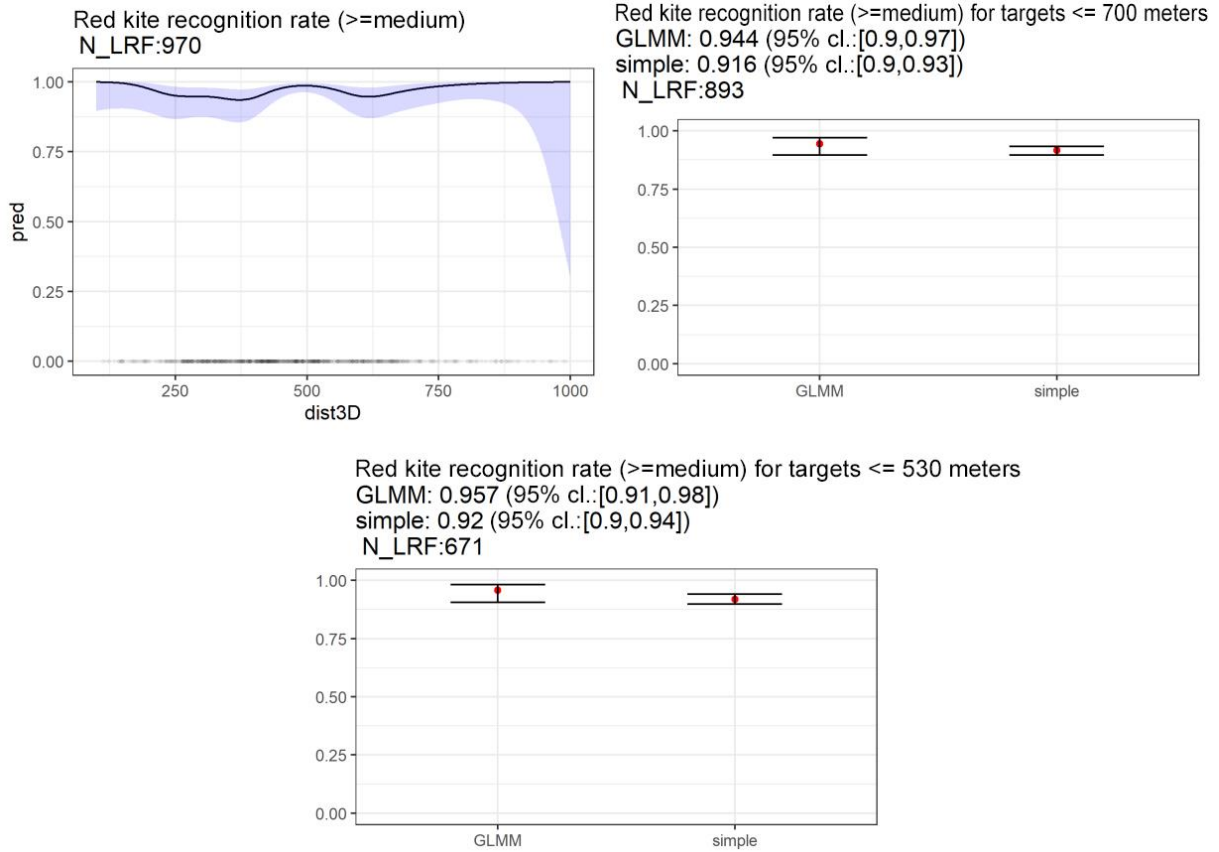 Red kite recognition rate (>=medium)
N_LRF:970
1.00
0.75
0.50
0.25
0.00
pred
250
500
750
1000
dist3D
Red kite recognition rate (>=medium) for targets <= 700 meters
GLMM: 0.944 (95% cl.:[0.9,0.97])
simple: 0.916 (95% cl.:[0.9,0.93])
N_LRF:893
1.00
0.75
0.50
0.25
0.00
GLMM
simple
Red kite recognition rate (>=medium) for targets <= 530 meters
GLMM: 0.957 (95% cl.:[0.91,0.98])
simple: 0.92 (95% cl.:[0.9,0.94])
N_LRF:671
1.00
0.75
0.50
0.25
0.00
GLMM
simple